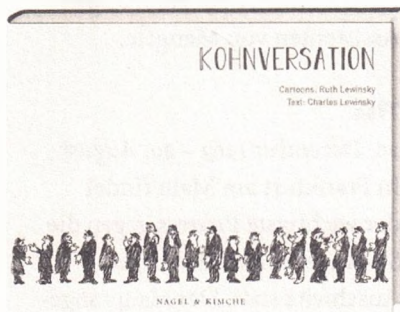 KOHNVERSATION
Cartoons: Ruth Lewinsky
Text: Charles Lewinsky
NAGEL & KIMCHE